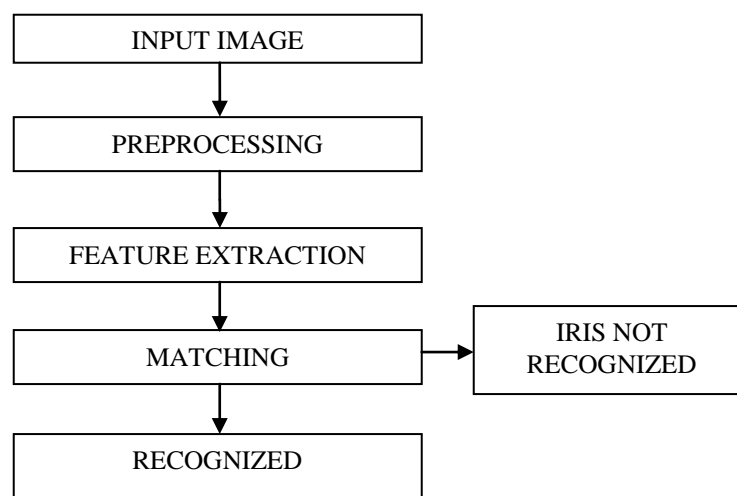 INPUT IMAGE
PREPROCESSING
FEATURE EXTRACTION
MATCHING
IRIS NOT
RECOGNIZED
RECOGNIZED